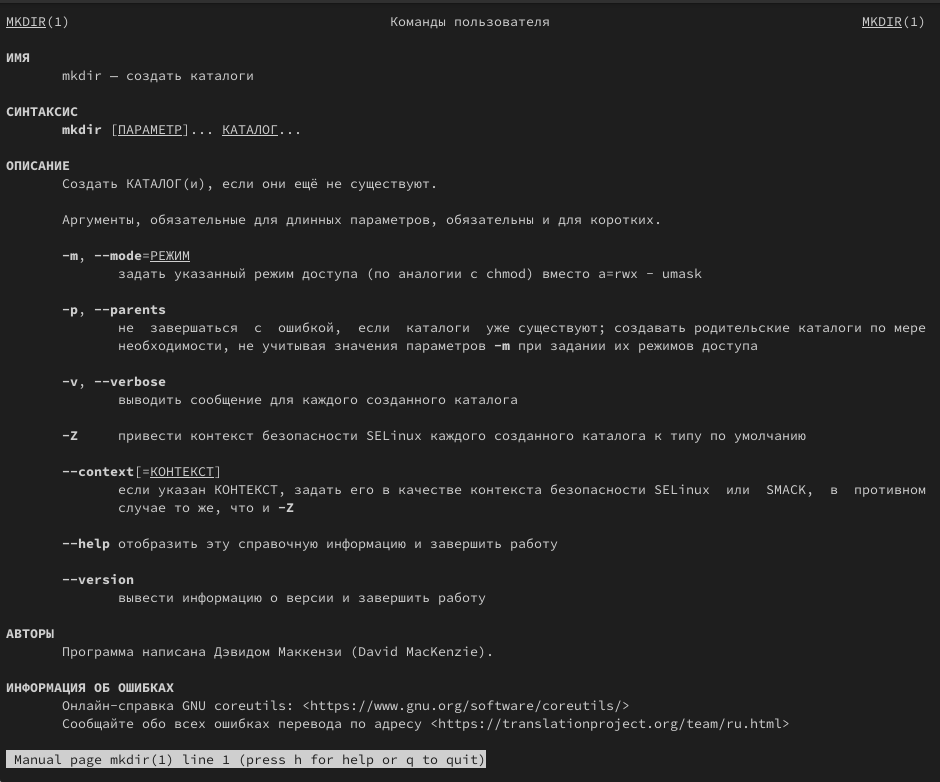 MKDIR(1) Команды пользователя MKDIR(1)
ИМЯ
mkdir — создать каталоги
СИНТАКСИС
mkdir [ПАРАМЕТР]... КАТАЛОГ...
ОПИСАНИЕ
Создать КАТАЛОГ(и), если они ещё не существуют.
Аргументы, обязательные для длинных параметров, обязательны и для коротких.
-m, --mode=РЕЖИМ
задать указанный режим доступа (по аналогии с chmod) вместо a=rwx - umask
-p, --parents
не завершаться с ошибкой, если каталоги уже существуют; создавать родительские каталоги по мере
необходимости, не учитывая значения параметров -m при задании их режимов доступа
-v, --verbose
выводить сообщение для каждого созданного каталога
-Z привести контекст безопасности SELinux каждого созданного каталога к типу по умолчанию
--context[=КОНТЕКСТ]
если указан КОНТЕКСТ, задать его в качестве контекста безопасности SELinux или SMACK, в противном
случае то же, что и -Z
--help отобразить эту справочную информацию и завершить работу
--version
вывести информацию о версии и завершить работу
АВТОРЫ
Программа написана Дэвидом Маккензи (David MacKenzie).
ИНФОРМАЦИЯ ОБ ОШИБКАХ
Онлайн-справка GNU coreutils: <https://www.gnu.org/software/coreutils/>
Сообщайте обо всех ошибках перевода по адресу <https://translationproject.org/team/ru.html>
Manual page mkdir(1) line 1 (press h for help or q to quit)